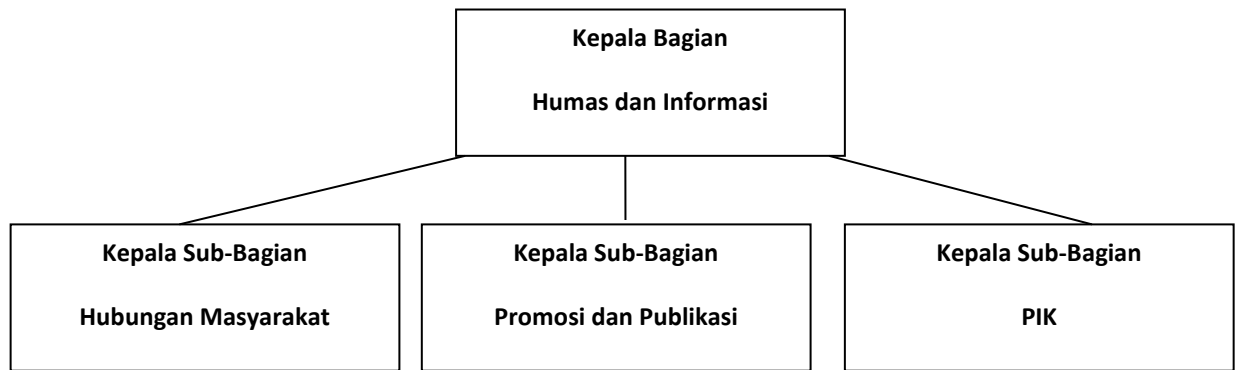 Kepala Bagian
Humas dan Informasi
Kepala Sub-Bagian
Hubungan Masyarakat
Kepala Sub-Bagian
Promosi dan Publikasi
Kepala Sub-Bagian
PIK